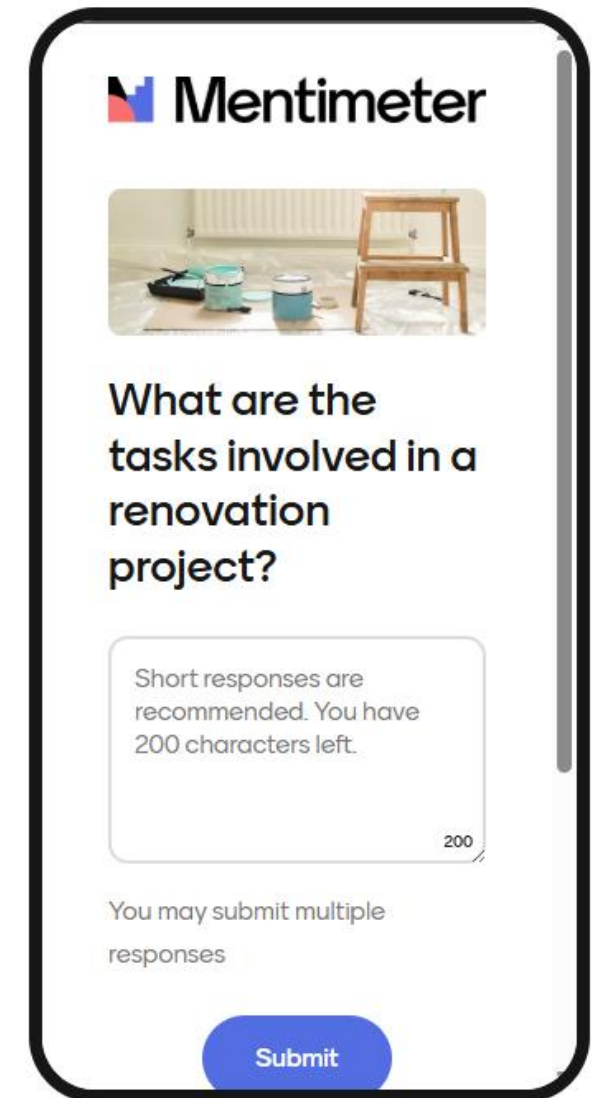 Mentimeter
What are the
tasks involved in a
renovation
project?
Short responses are
recommended. You have
200 characters left.
200
You may submit multiple
responses
Submit